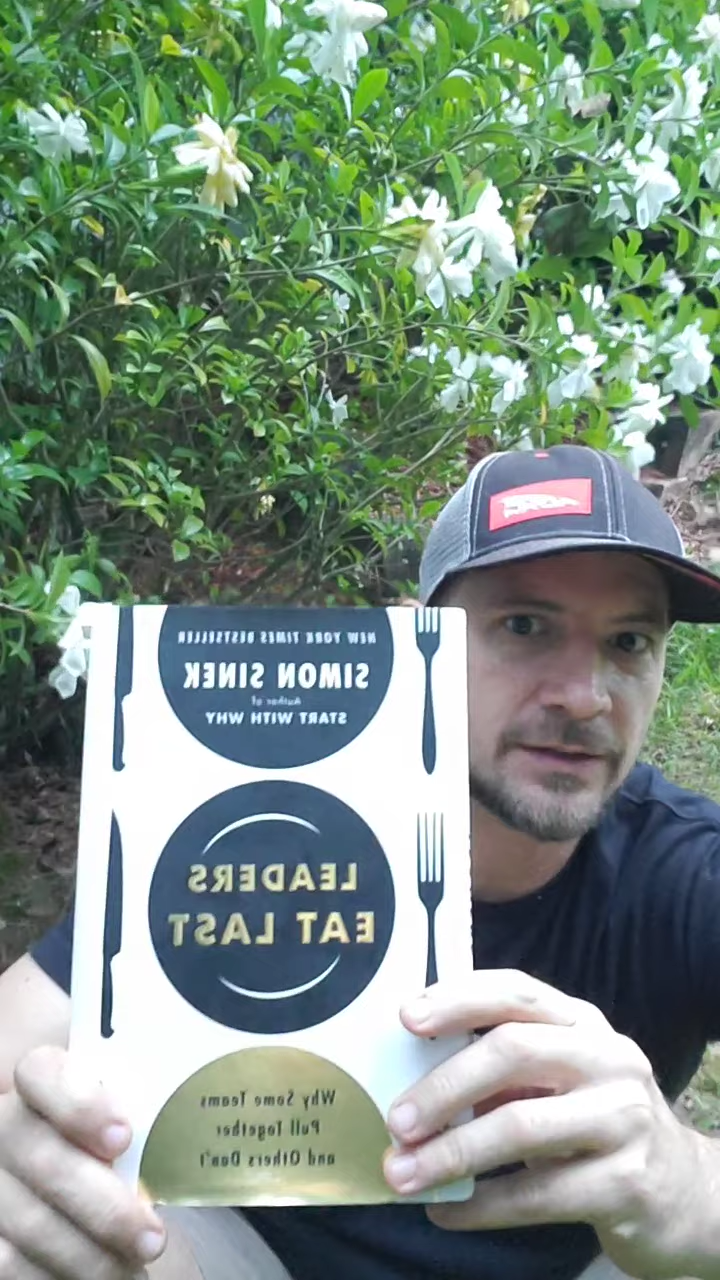 NEW YORK TIMES BESTSELLER
SIMON SINEK
Author of
START WITH WHY
LEADERS
EAT LAST
Why Some Teams
Pull Together
and Others Don't